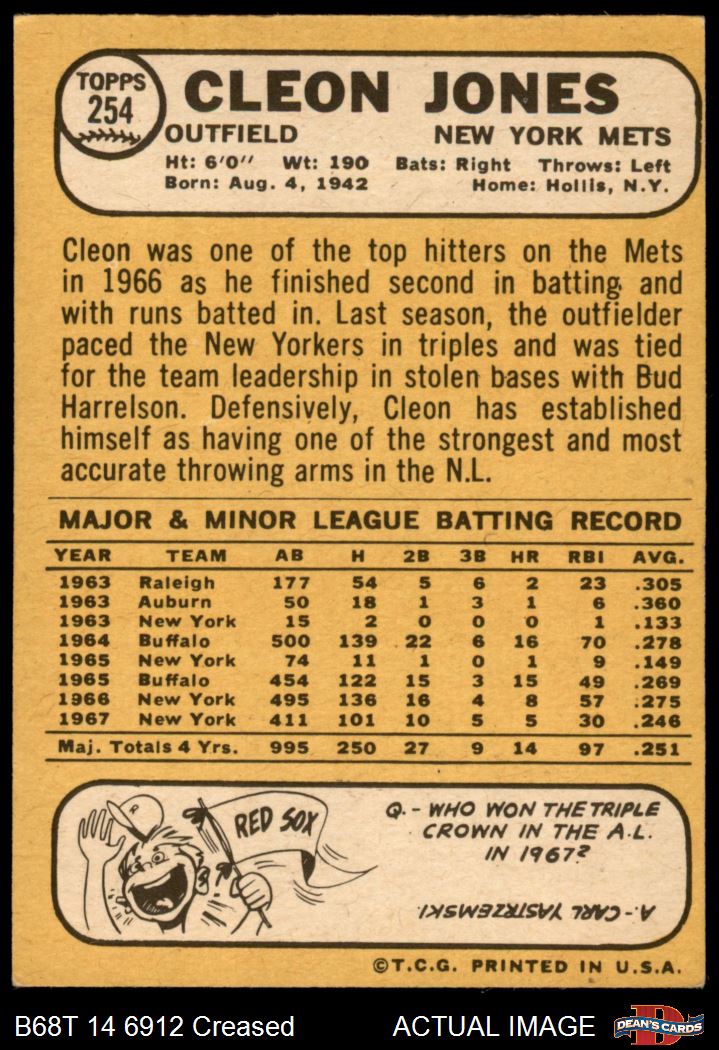 TOPPS
254
CLEON JONES
OUTFIELD NEW YORK METS
Ht: 6'0" Wt: 190 Bats: Right Throws: Left
Born: Aug. 4, 1942 Home: Hollis, N.Y.
Cleon was one of the top hitters on the Mets
in 1966 as he finished second in batting and
with runs batted in. Last season, the outfielder
paced the New Yorkers in triples and was tied
for the team leadership in stolen bases with Bud
Harrelson. Defensively, Cleon has established
himself as having one of the strongest and most
accurate throwing arms in the N.L.
MAJOR & MINOR LEAGUE BATTING RECORD
YEAR TEAM AB H 2B 3B HR RBI AVG.
1963 Raleigh 177 54 5 6 2 23 .305
1963 Auburn 50 18 1 3 1 6 .360
1963 New York 15 2 0 0 0 1 .133
1964 Buffalo 500 139 22 6 16 70 .278
1965 New York 74 11 1 0 1 9 .149
1965 Buffalo 454 122 15 3 15 49 .269
1966 New York 495 136 16 4 8 57 .275
1967 New York 411 101 10 5 5 30 .246
Maj. Totals 4 Yrs. 995 250 27 9 14 97 .251
R
RED SOX
Q.- WHO WON THE TRIPLE
CROWN IN THE A.L.
IN 1967?
A.- CARL YASTRZEMSKI
©T.C.G. PRINTED IN U.S.A.
B68T 14 6912 Creased ACTUAL IMAGE
D
DEAN'S CARDS